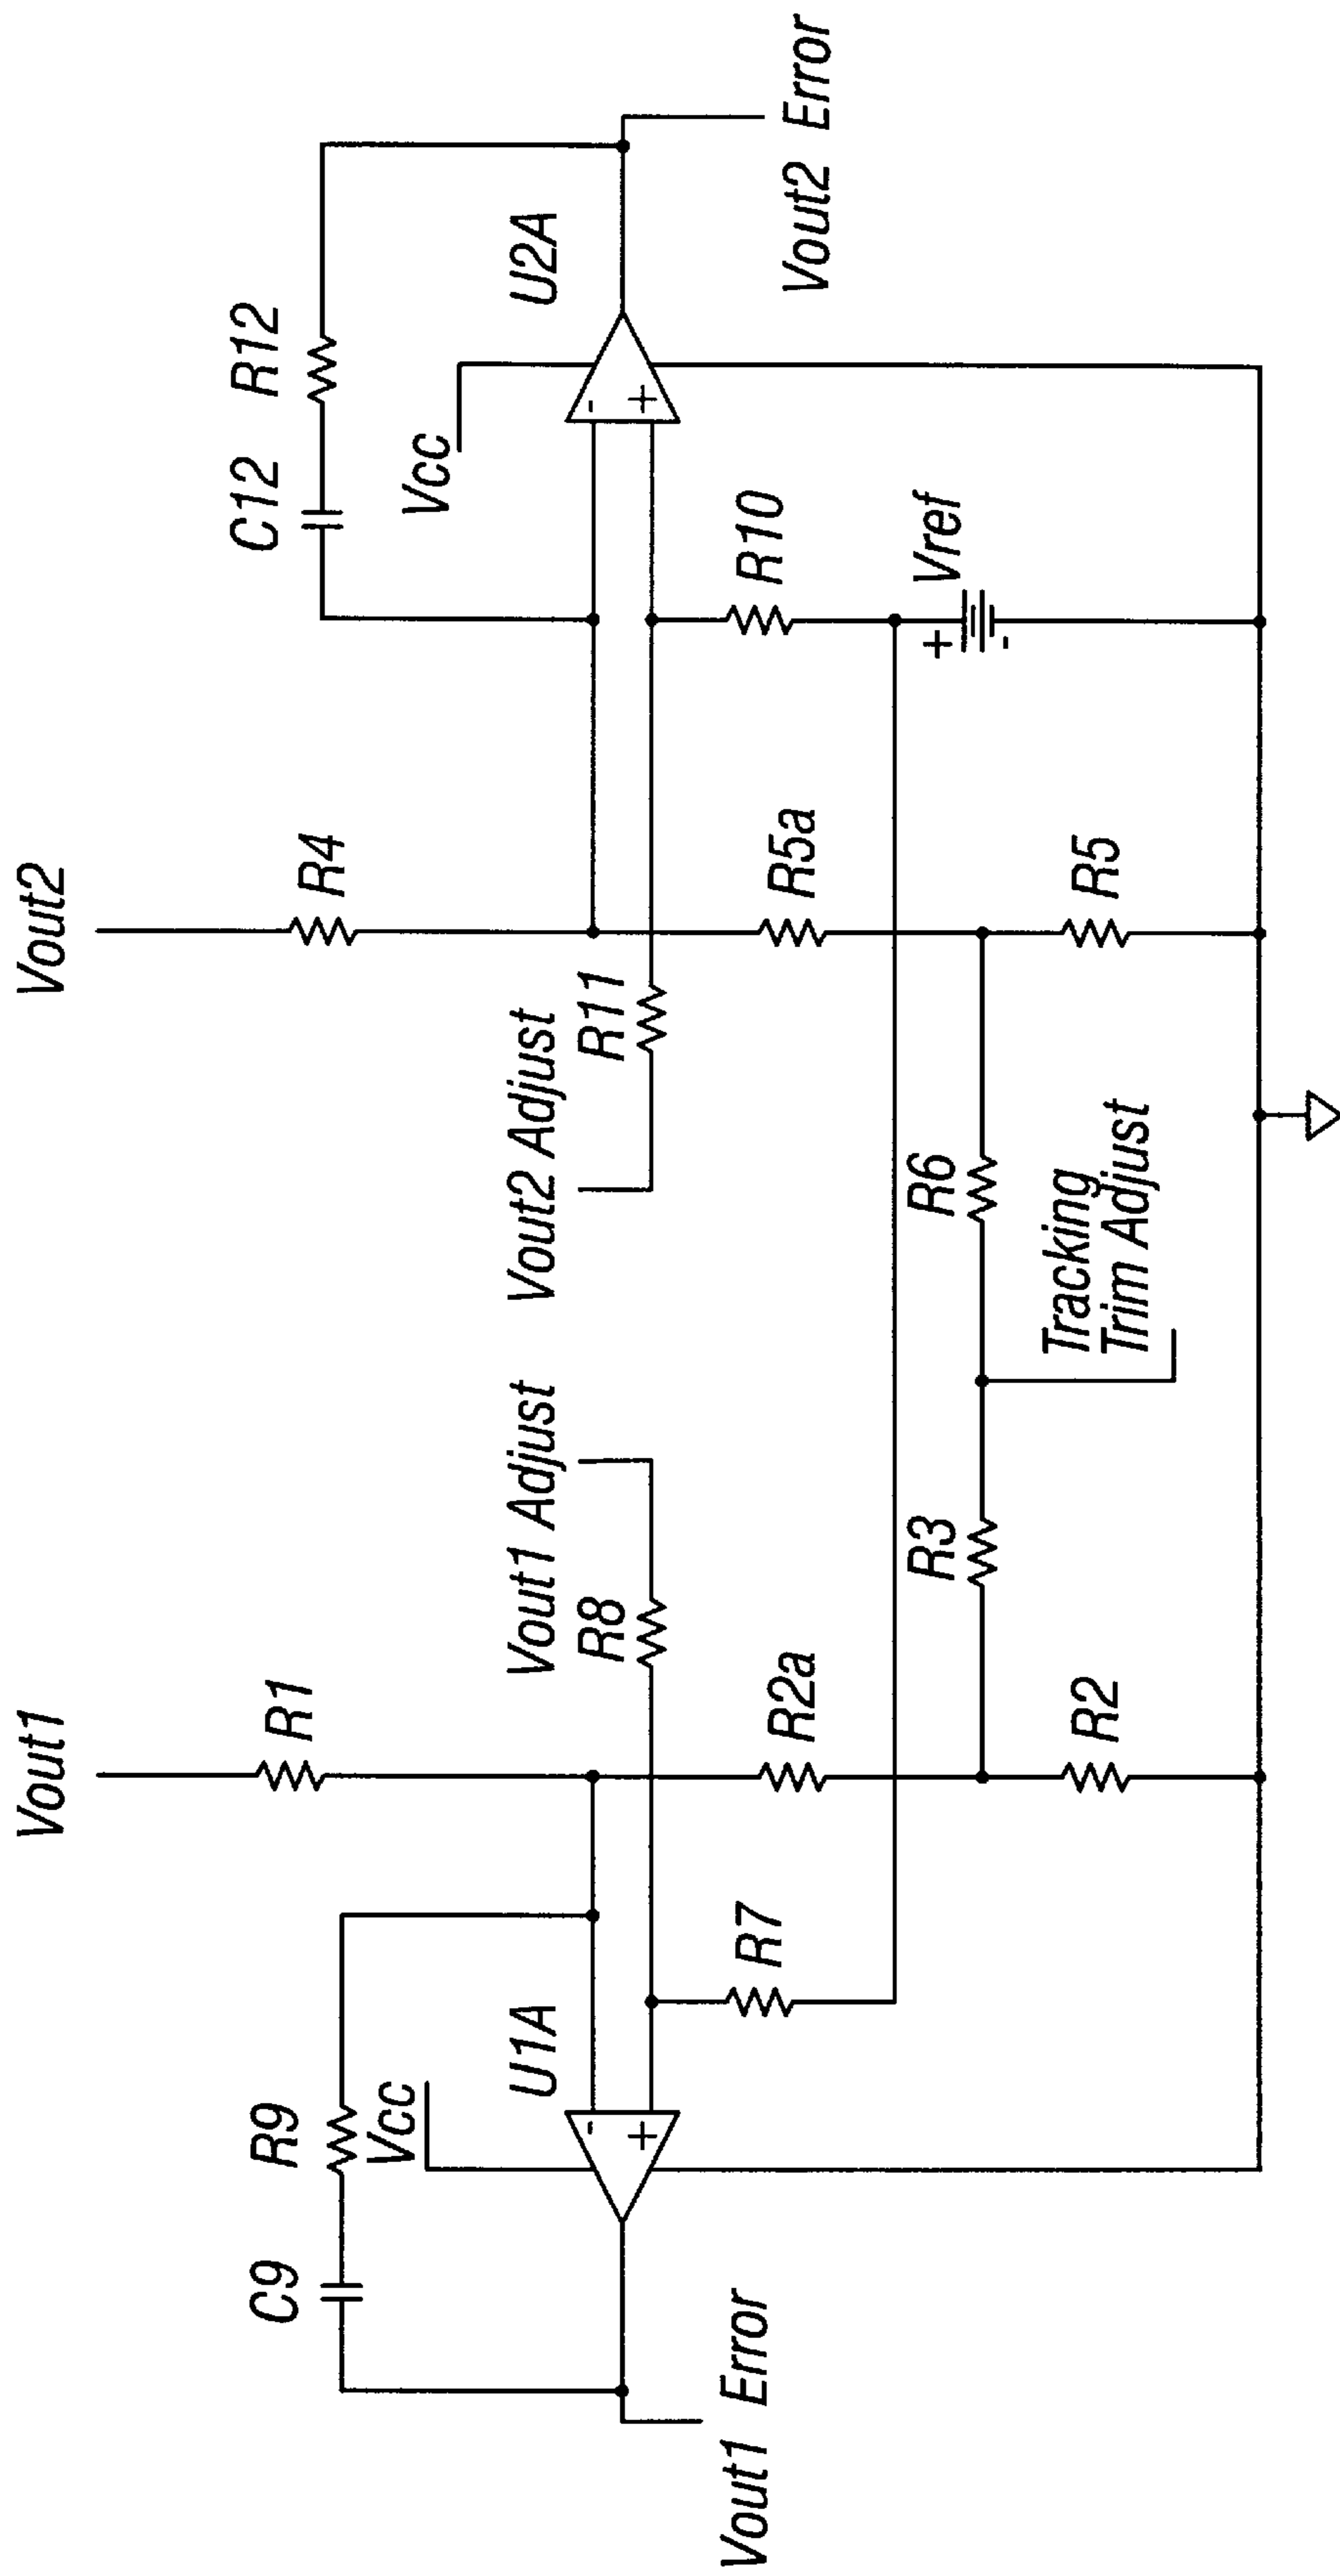 Vout1
Vout2
R1
R4
C9
R9
C12
R12
Vcc
Vcc
U1A
U2A
Vout1 Adjust
Vout2 Adjust
R8
R11
Vout1 Error
Vout2 Error
-
+
-
+
R7
R2a
R5a
R10
R3
R6
+
Vref
-
Tracking
Trim Adjust
R2
R5